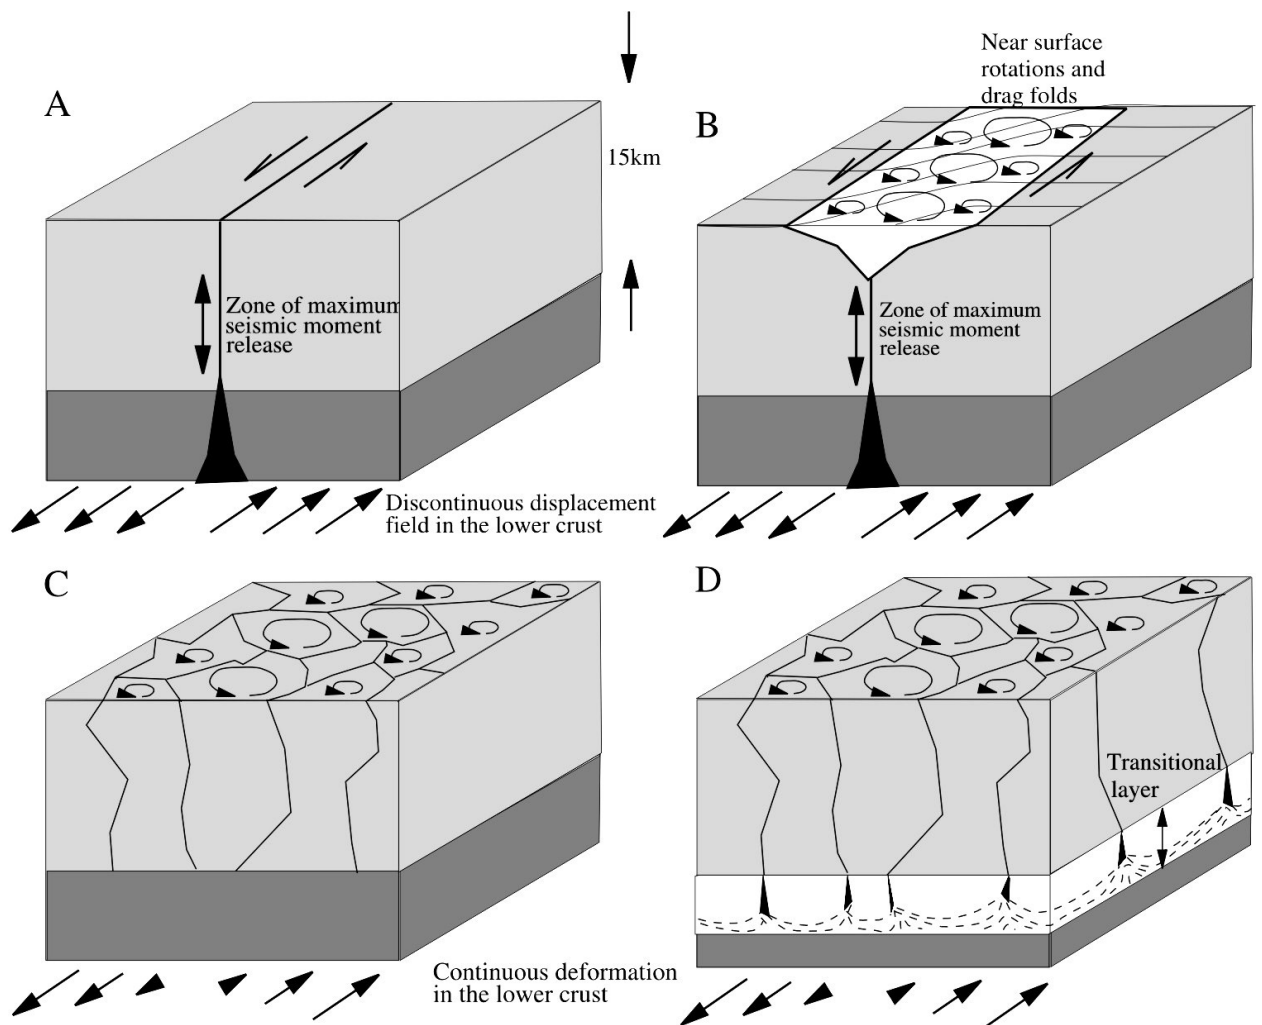 A
15km
Zone of maximum
seismic moment
release
Discontinuous displacement
field in the lower crust
Near surface
rotations and
drag folds
B
Zone of maximum
seismic moment
release
C
Continuous deformation
in the lower crust
D
Transitional
layer